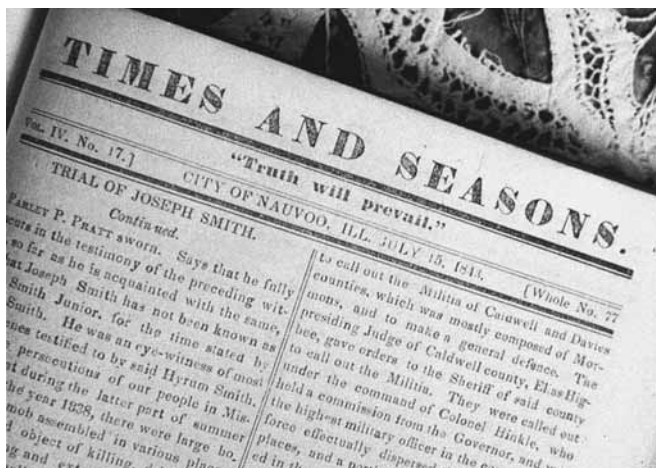 TIMES AND SEASONS.
"Truth will prevail."
Vol. IV. No. 17.] CITY OF NAUVOO, ILL. JULY 15, 1843. [Whole No. 77
TRIAL OF JOSEPH SMITH.
Continued.
PARLEY P. PRATT sworn. Says that he fully
in the testimony of the preceding wit-
so far as he is acquainted with the same,
Joseph Smith has not been known as
Smith Junior, for the time stated by
Smith. He was an eye-witness of most
testified to by said Hyrum Smith,
persecutions of our people in Mis-
during the latter part of summer
year 1838, there were large bo-
mob assembled in various
object of killing,
to call out the Militia of Caldwell and Davies
counties, which was mostly composed of Mor-
mons, and to make a general defence. The
presiding Judge of Caldwell county, Elias Hig-
bee, gave orders to the Sheriff of said county
to call out the Militia. They were called out
under the command of Colonel Hinkle, who
held a commission from the Governor, and
the highest military officer in the
force effectually dispersed
places, and a
ed in the